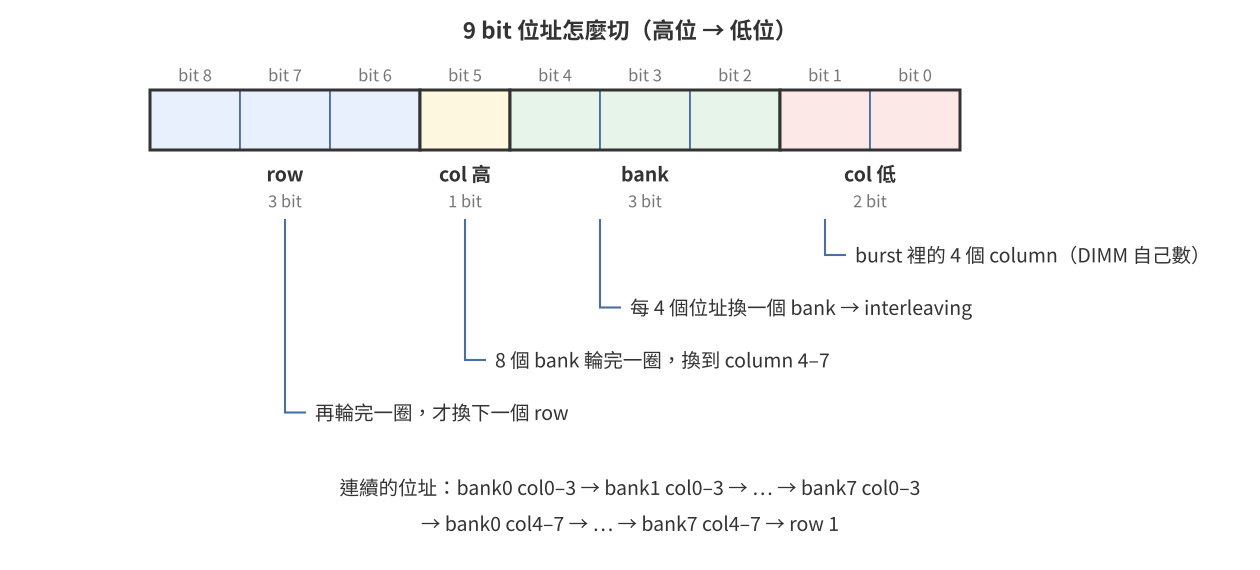 9 bit 位址怎麼切（高位 → 低位）
bit 8 bit 7 bit 6 bit 5 bit 4 bit 3 bit 2 bit 1 bit 0
row col 高 bank col 低
3 bit 1 bit 3 bit 2 bit
burst 裡的 4 個 column（DIMM 自己數）
每 4 個位址換一個 bank → interleaving
8 個 bank 輪完一圈，換到 column 4–7
再輪完一圈，才換下一個 row
連續的位址：bank0 col0–3 → bank1 col0–3 → … → bank7 col0–3
→ bank0 col4–7 → … → bank7 col4–7 → row 1